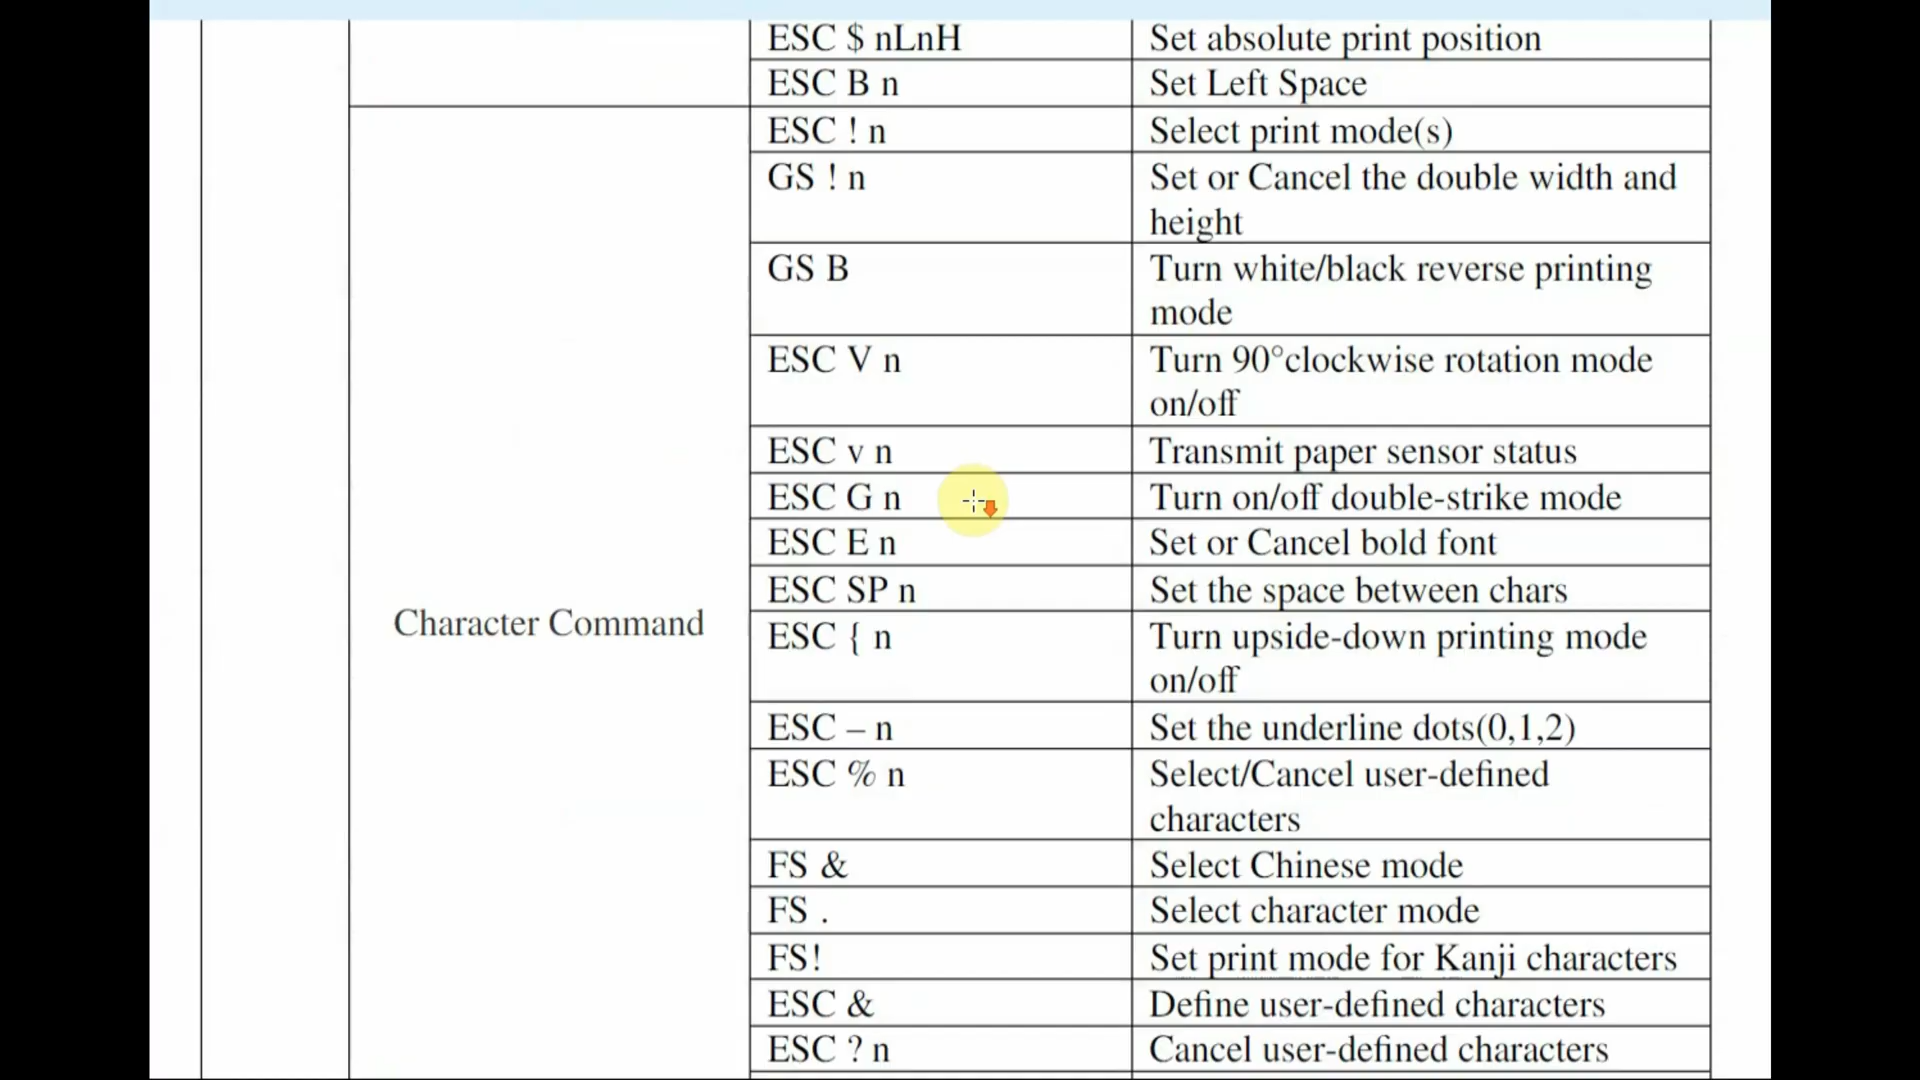 ESC $ nLnH Set absolute print position
ESC B n Set Left Space
ESC ! n Select print mode(s)
GS ! n Set or Cancel the double width and
height
GS B Turn white/black reverse printing
mode
ESC V n Turn 90°clockwise rotation mode
on/off
ESC v n Transmit paper sensor status
ESC G n Turn on/off double-strike mode
ESC E n Set or Cancel bold font
ESC SP n Set the space between chars
Character Command
ESC { n Turn upside-down printing mode
on/off
ESC – n Set the underline dots(0,1,2)
ESC % n Select/Cancel user-defined
characters
FS & Select Chinese mode
FS . Select character mode
FS! Set print mode for Kanji characters
ESC & Define user-defined characters
ESC ? n Cancel user-defined characters